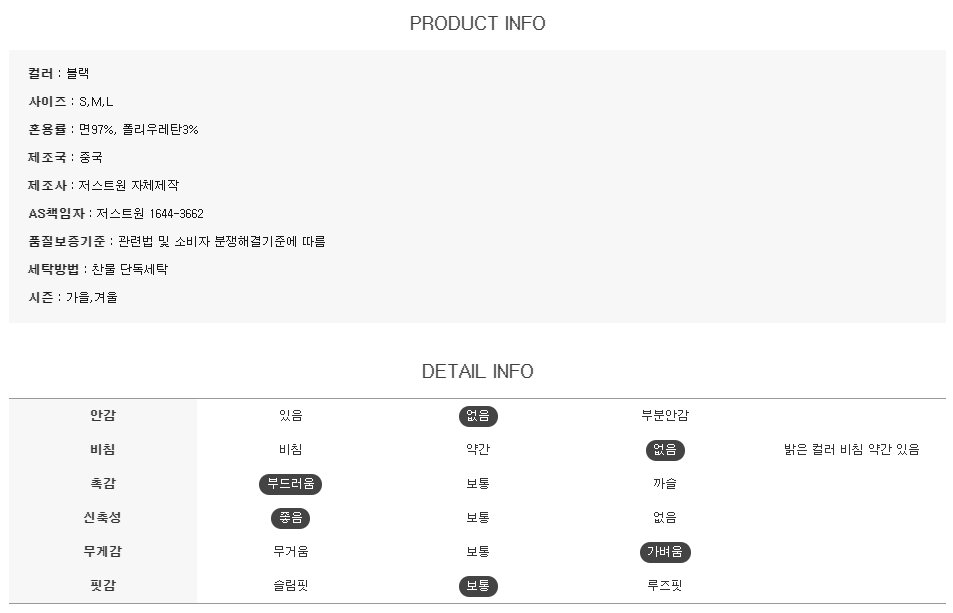 PRODUCT INFO
컬러 : 블랙
사이즈 : S,M,L
혼용률 : 면97%, 폴리우레탄3%
제조국 : 중국
제조사 : 저스트원 자체제작
AS책임자 : 저스트원 1644-3662
품질보증기준 : 관련법 및 소비자 분쟁해결기준에 따름
세탁방법 : 찬물 단독세탁
시즌 : 가을,겨울
DETAIL INFO
안감 있음 없음 부분안감
비침 비침 약간 없음 밝은 컬러 비침 약간 있음
촉감 부드러움 보통 까슬
신축성 좋음 보통 없음
무게감 무거움 보통 가벼움
핏감 슬림핏 보통 루즈핏